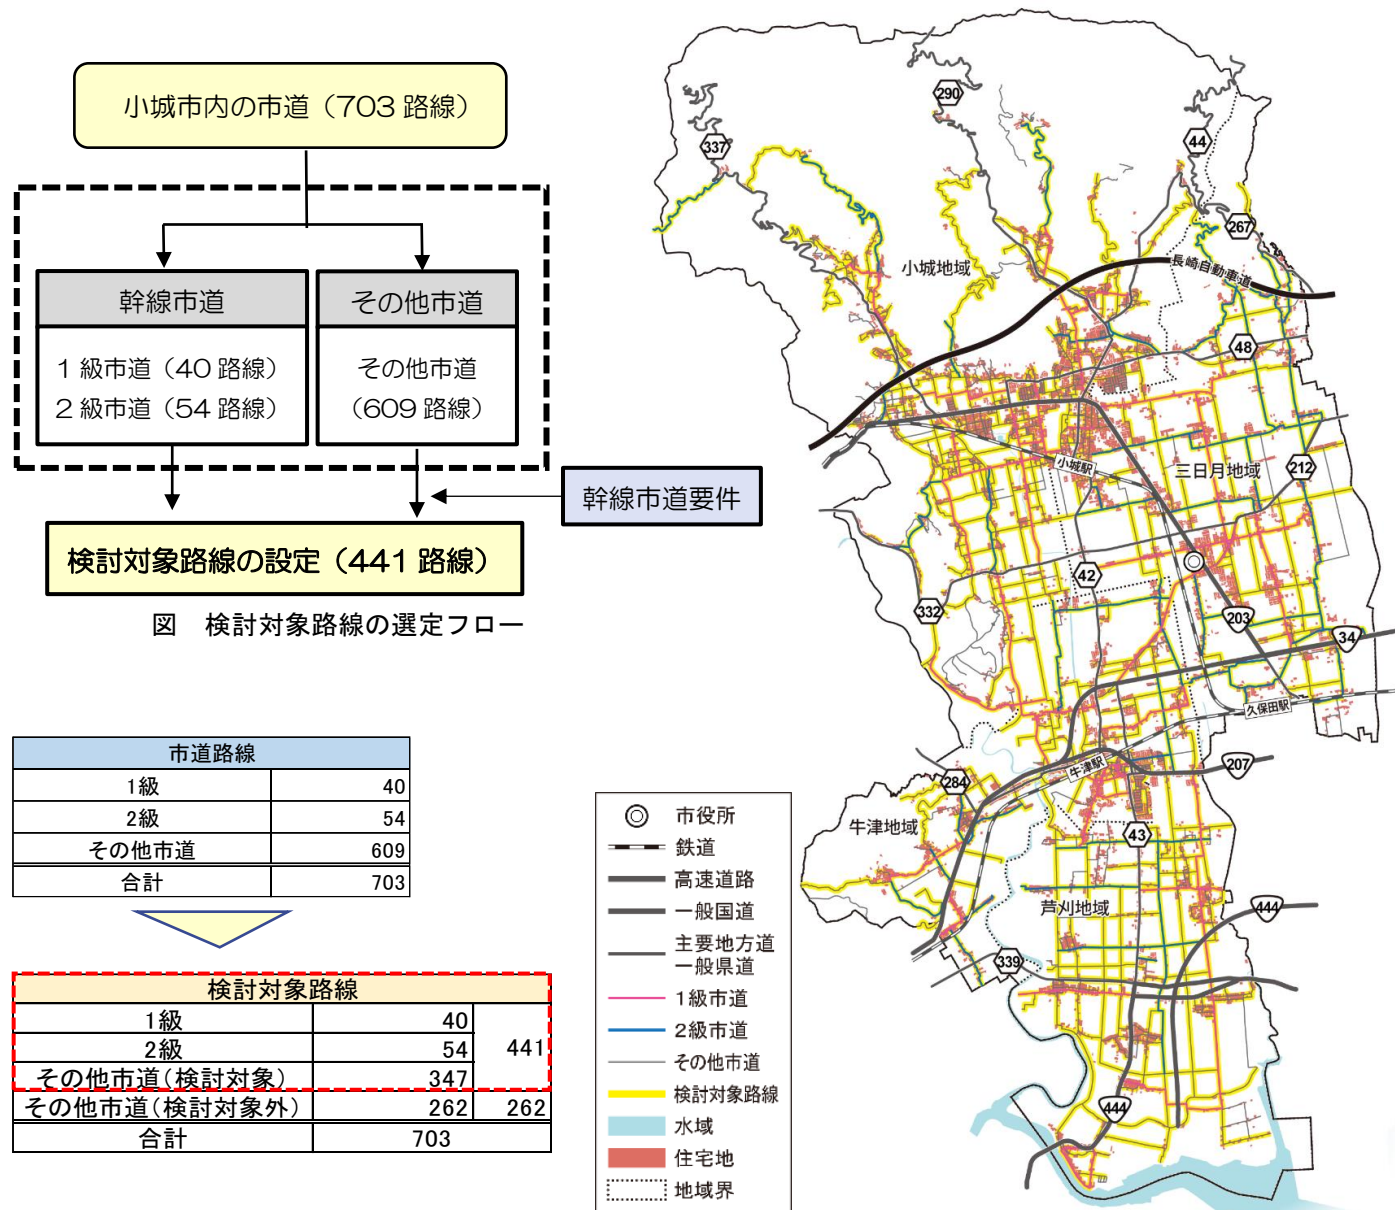 小城市内の市道（703 路線）
幹線市道
その他市道
1 級市道（40 路線）
2 級市道（54 路線）
その他市道
（609 路線）
幹線市道要件
検討対象路線の設定（441 路線）
図　検討対象路線の選定フロー
市道路線
1級 40
2級 54
その他市道 609
合計 703
検討対象路線
1級 40
2級 54 441
その他市道（検討対象） 347
その他市道（検討対象外） 262 262
合計 703
290
337
44
267
小城地域
長崎自動車道
48
小城駅
三日月地域
212
42
332
203
34
久保田駅
牛津駅
207
284
牛津地域
43
芦刈地域
444
339
444
市役所
鉄道
高速道路
一般国道
主要地方道
一般県道
1級市道
2級市道
その他市道
検討対象路線
水域
住宅地
地域界